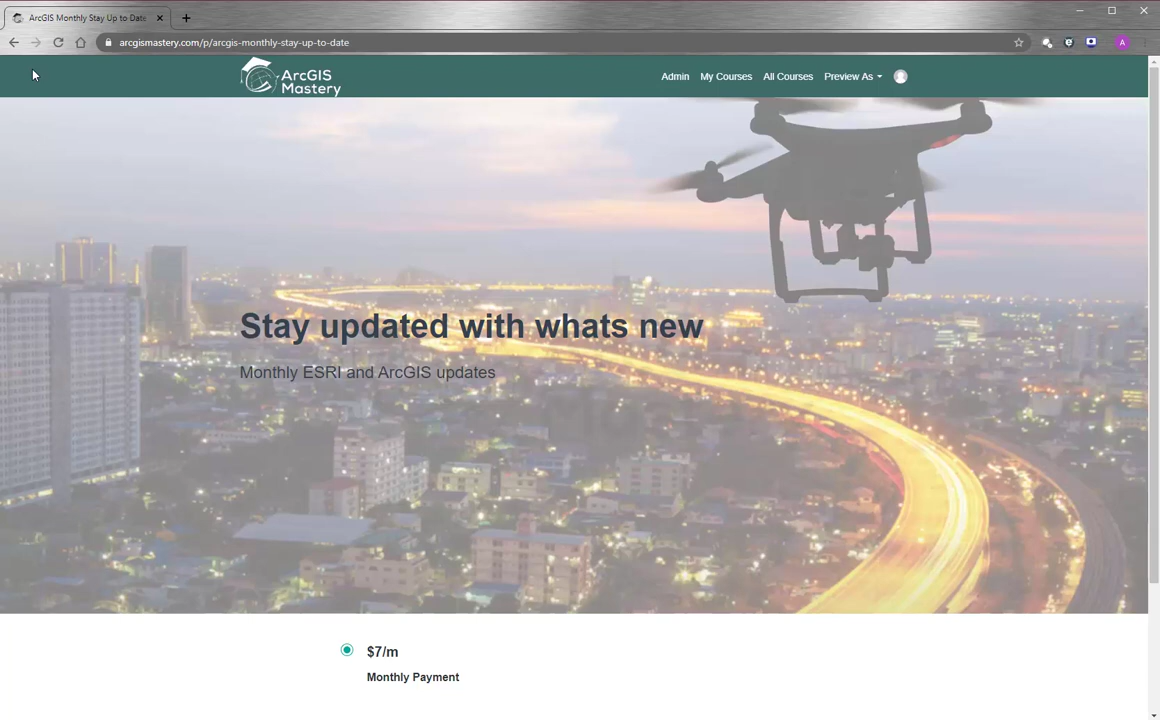 ArcGIS Monthly Stay Up to Date
arcgismastery.com/p/arcgis-monthly-stay-up-to-date
A
ArcGIS
Mastery
Admin
My Courses
All Courses
Preview As
Stay updated with whats new
Monthly ESRI and ArcGIS updates
$7/m
Monthly Payment